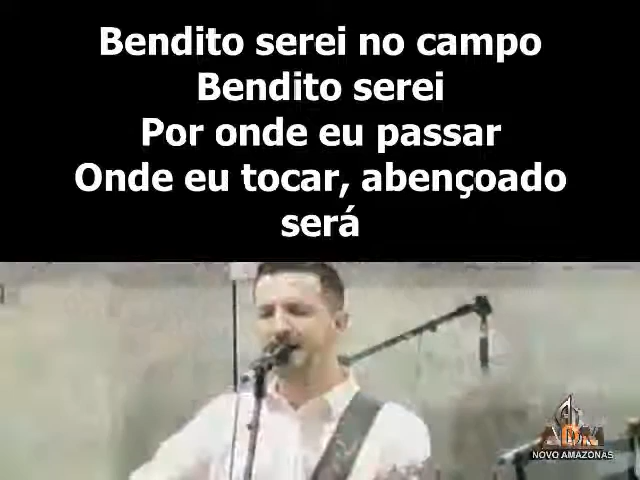 Bendito serei no campo
Bendito serei
Por onde eu passar
Onde eu tocar, abençoado
será
NOVO AMAZONAS